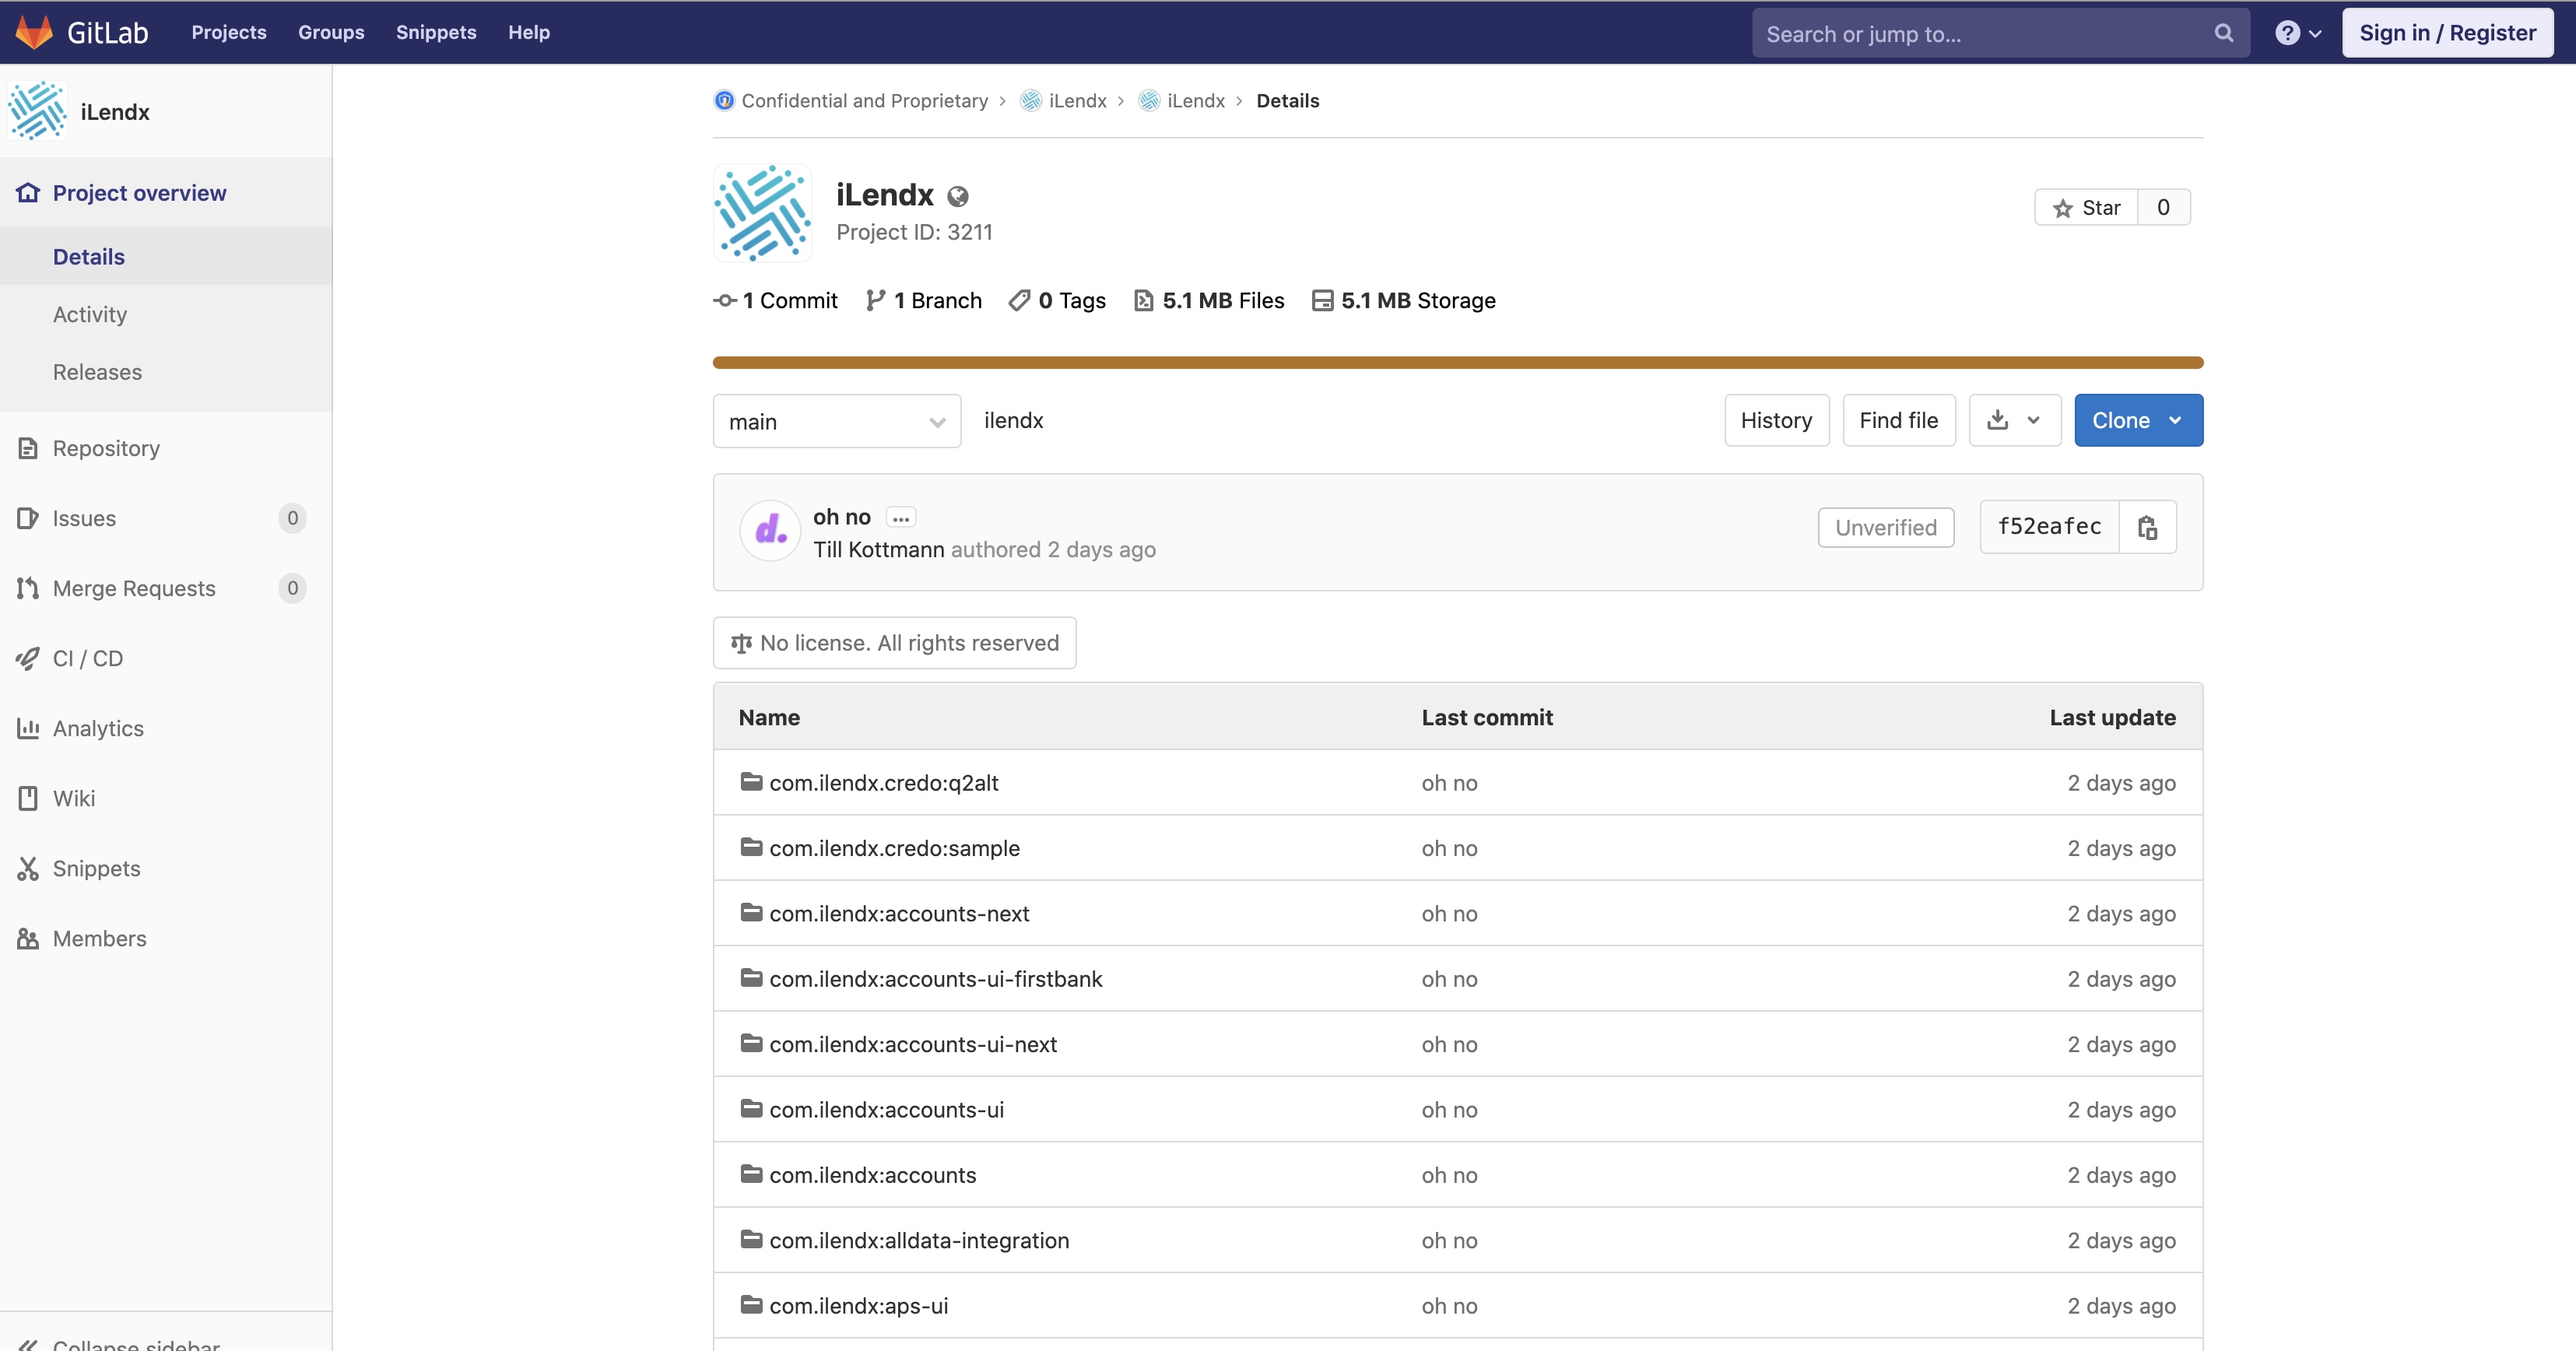 GitLab Projects Groups Snippets Help Search or jump to... ? Sign in / Register
iLendx
Project overview
Details
Activity
Releases
Repository
Issues 0
Merge Requests 0
CI / CD
Analytics
Wiki
Snippets
Members
Collapse sidebar
Confidential and Proprietary > iLendx > iLendx > Details
iLendx
Project ID: 3211
Star 0
1 Commit 1 Branch 0 Tags 5.1 MB Files 5.1 MB Storage
main ilendx History Find file Clone
d.
oh no ...
Till Kottmann authored 2 days ago
Unverified f52eafec
No license. All rights reserved
Name Last commit Last update
com.ilendx.credo:q2alt oh no 2 days ago
com.ilendx.credo:sample oh no 2 days ago
com.ilendx:accounts-next oh no 2 days ago
com.ilendx:accounts-ui-firstbank oh no 2 days ago
com.ilendx:accounts-ui-next oh no 2 days ago
com.ilendx:accounts-ui oh no 2 days ago
com.ilendx:accounts oh no 2 days ago
com.ilendx:alldata-integration oh no 2 days ago
com.ilendx:aps-ui oh no 2 days ago